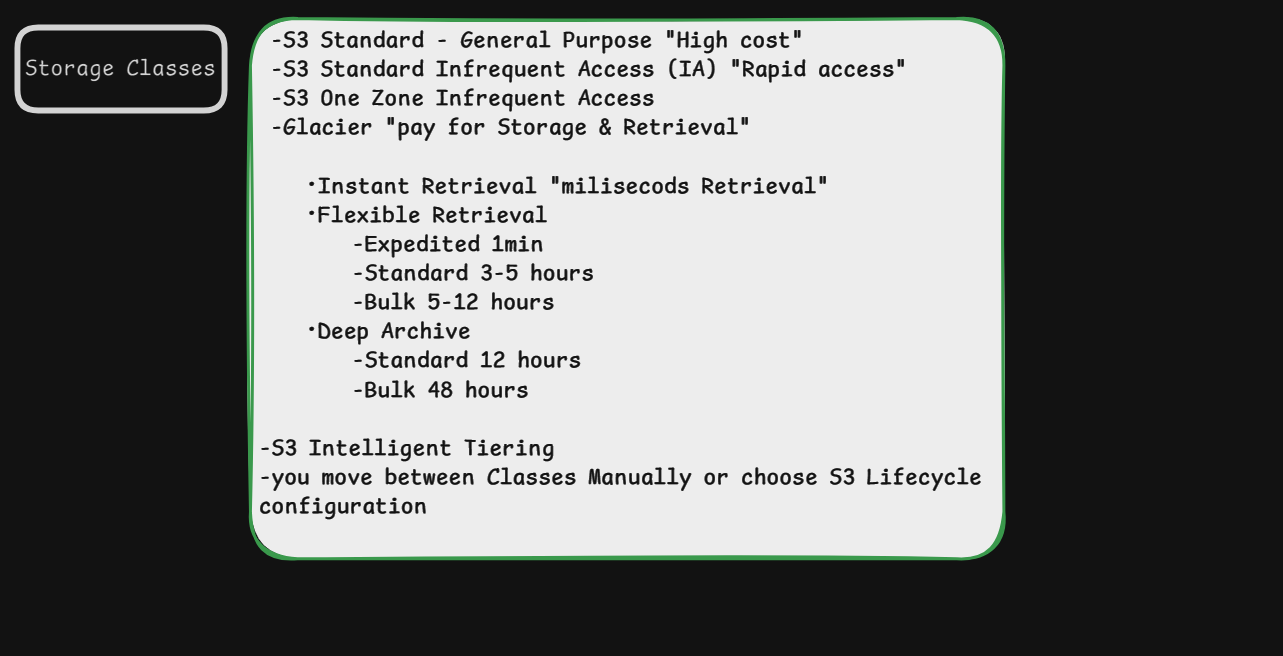 Storage Classes
-S3 Standard - General Purpose "High cost"
-S3 Standard Infrequent Access (IA) "Rapid access"
-S3 One Zone Infrequent Access
-Glacier "pay for Storage & Retrieval"
·Instant Retrieval "milisecods Retrieval"
·Flexible Retrieval
-Expedited 1min
-Standard 3-5 hours
-Bulk 5-12 hours
·Deep Archive
-Standard 12 hours
-Bulk 48 hours
-S3 Intelligent Tiering
-you move between Classes Manually or choose S3 Lifecycle
configuration